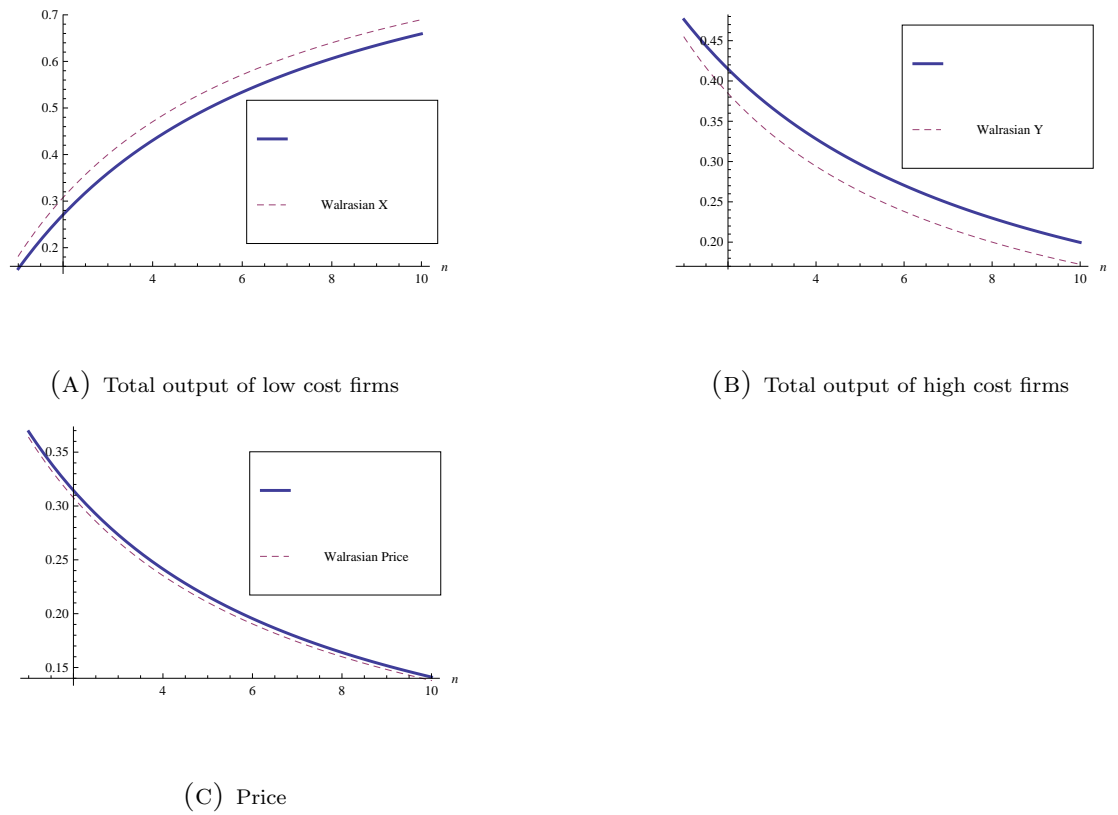 0.7
0.6
0.5
0.4
0.3
0.2
4 6 8 10 n
Walrasian X
(A) Total output of low cost firms
0.45
0.40
0.35
0.30
0.25
0.20
4 6 8 10 n
Walrasian Y
(B) Total output of high cost firms
0.35
0.30
0.25
0.20
0.15
4 6 8 10 n
Walrasian Price
(C) Price